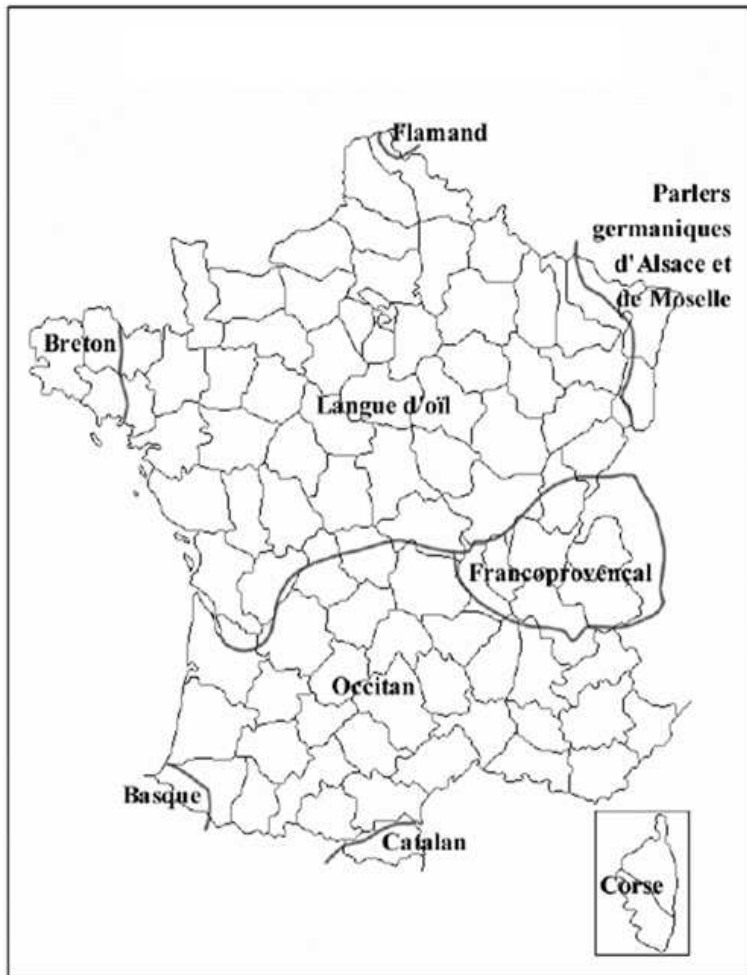 Flamand
Parlers
germaniques
d'Alsace et
de Moselle
Breton
Langue d'oïl
Francoprovençal
Occitan
Basque
Catalan
Corse